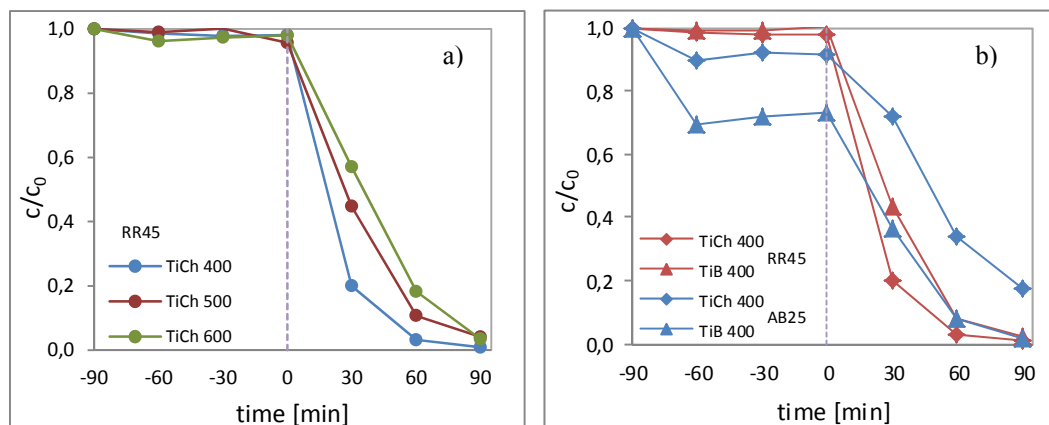 a)
1,0
0,8
0,6
0,4
0,2
0,0
c/c0
RR45
TiCh 400
TiCh 500
TiCh 600
-90 -60 -30 0 30 60 90
time [min]
b)
1,0
0,8
0,6
0,4
0,2
0,0
c/c0
TiCh 400
RR45
TiB 400
TiCh 400
AB25
TiB 400
-90 -60 -30 0 30 60 90
time [min]